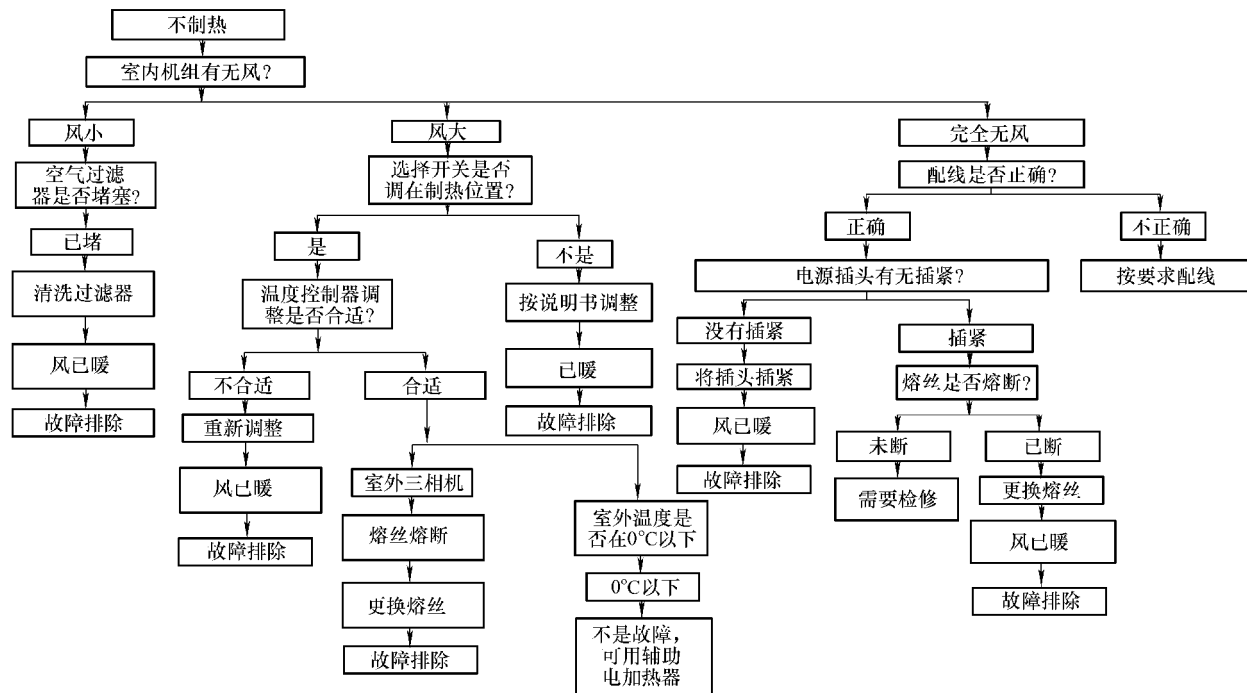 不制热
室内机组有无风?
风小
风大
完全无风
空气过滤
器是否堵塞?
选择开关是否
调在制热位置?
配线是否正确?
已堵
是
不是
正确
不正确
清洗过滤器
温度控制器调
整是否合适?
按说明书调整
电源插头有无插紧?
按要求配线
风已暖
不合适
合适
已暖
没有插紧
插紧
将插头插紧
熔丝是否熔断?
故障排除
重新调整
故障排除
风已暖
未断
已断
风已暖
室外三相机
故障排除
需要检修
更换熔丝
故障排除
熔丝熔断
室外温度是
否在0℃以下
风已暖
更换熔丝
0℃以下
故障排除
故障排除
不是故障,
可用辅助
电加热器